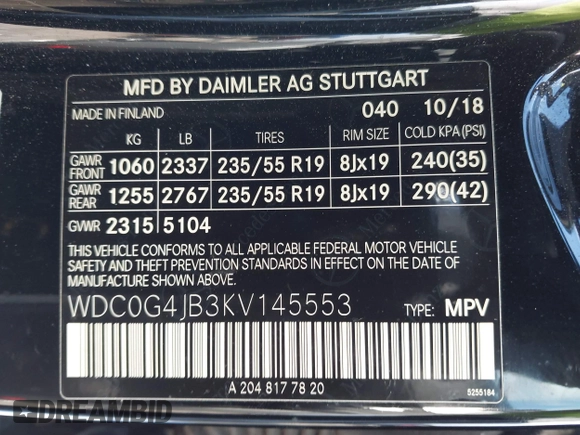 MFD BY DAIMLER AG STUTTGART
MADE IN FINLAND 040 10/18
KG LB TIRES RIM SIZE COLD KPA (PSI)
GAWR FRONT 1060 2337 235/55 R19 8Jx19 240(35)
GAWR REAR 1255 2767 235/55 R19 8Jx19 290(42)
GVWR 2315 5104
THIS VEHICLE CONFORMS TO ALL APPLICABLE FEDERAL MOTOR VEHICLE
SAFETY AND THEFT PREVENTION STANDARDS IN EFFECT ON THE DATE OF
MANUFACTURE SHOWN ABOVE.
WDC0G4JB3KV145553 TYPE: MPV
A 204 817 78 20
5255184
DREAMBID